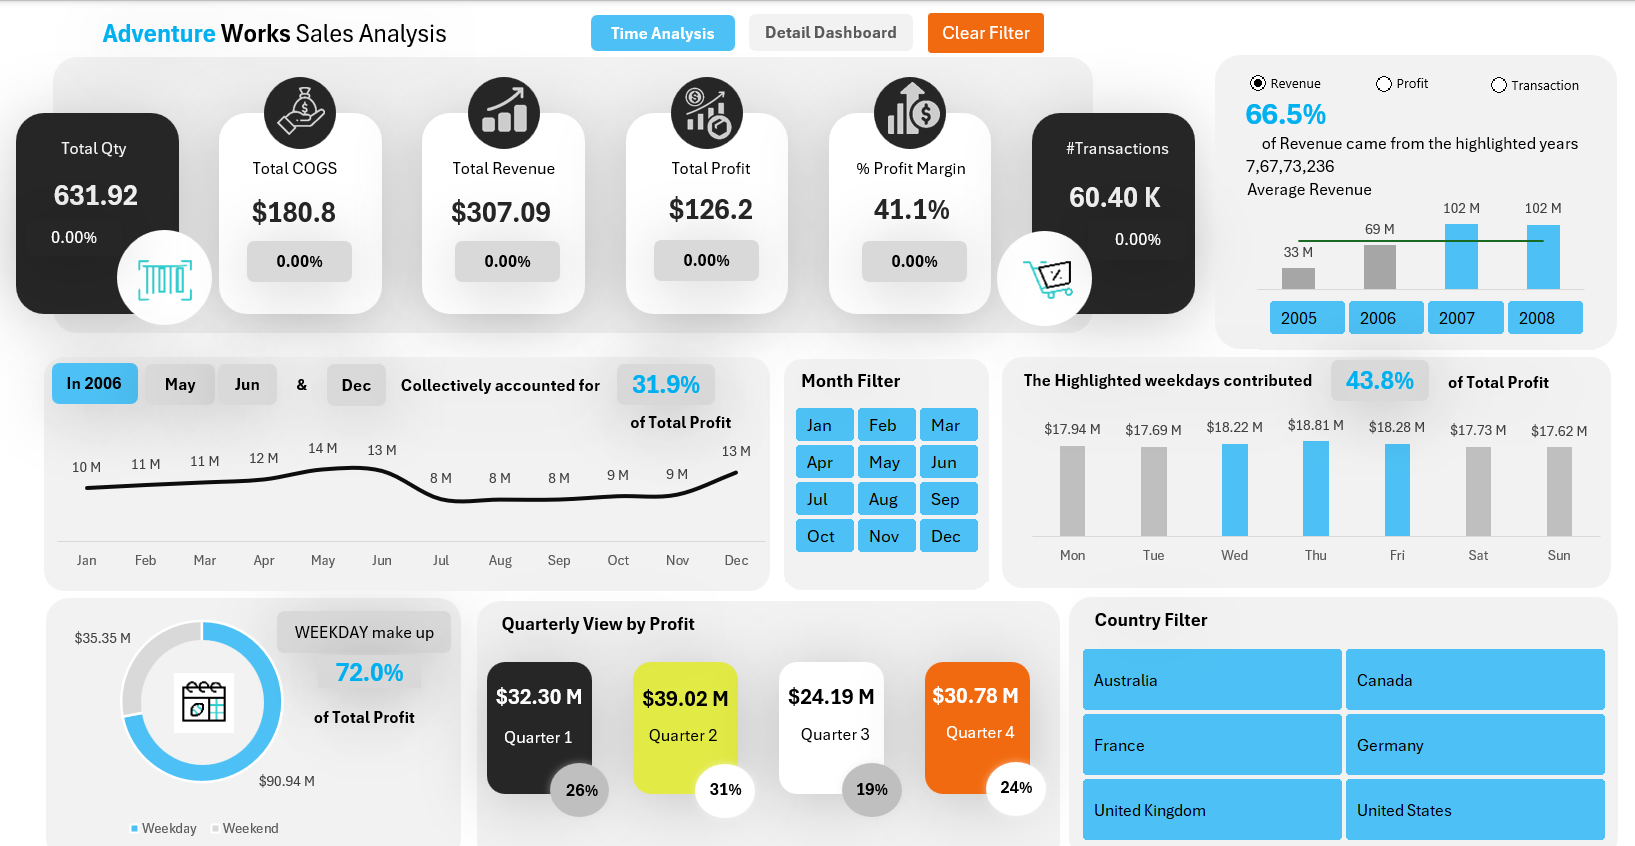 Adventure Works Sales Analysis
Time Analysis
Detail Dashboard
Clear Filter
Total Qty
631.92
0.00%
Total COGS
$180.8
0.00%
Total Revenue
$307.09
0.00%
Total Profit
$126.2
0.00%
% Profit Margin
41.1%
0.00%
#Transactions
60.40 K
0.00%
Revenue
Profit
Transaction
66.5%
of Revenue came from the highlighted years
7,67,73,236
Average Revenue
33 M
69 M
102 M
102 M
2005
2006
2007
2008
In 2006 May Jun & Dec Collectively accounted for 31.9%
of Total Profit
10 M
11 M
11 M
12 M
14 M
13 M
8 M
8 M
8 M
9 M
9 M
13 M
Jan
Feb
Mar
Apr
May
Jun
Jul
Aug
Sep
Oct
Nov
Dec
Month Filter
Jan
Feb
Mar
Apr
May
Jun
Jul
Aug
Sep
Oct
Nov
Dec
The Highlighted weekdays contributed 43.8% of Total Profit
$17.94 M
$17.69 M
$18.22 M
$18.81 M
$18.28 M
$17.73 M
$17.62 M
Mon
Tue
Wed
Thu
Fri
Sat
Sun
$35.35 M
$90.94 M
WEEKDAY make up
72.0%
of Total Profit
Weekday
Weekend
Quarterly View by Profit
$32.30 M
Quarter 1
26%
$39.02 M
Quarter 2
31%
$24.19 M
Quarter 3
19%
$30.78 M
Quarter 4
24%
Country Filter
Australia
Canada
France
Germany
United Kingdom
United States